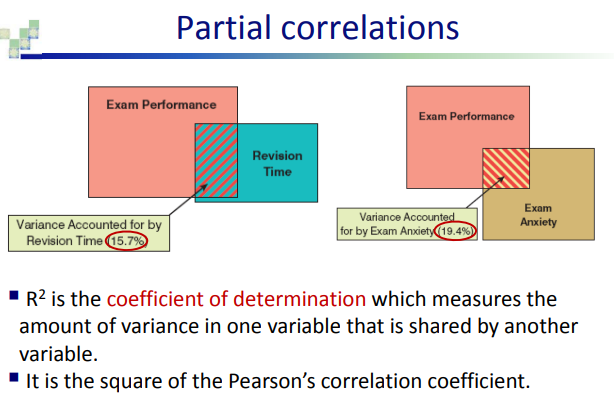 Partial correlations
Exam Performance
Revision
Time
Variance Accounted for by
Revision Time (15.7%)
Exam Performance
Exam
Anxiety
Variance Accounted
for by Exam Anxiety (19.4%)
R² is the coefficient of determination which measures the
amount of variance in one variable that is shared by another
variable.
It is the square of the Pearson’s correlation coefficient.